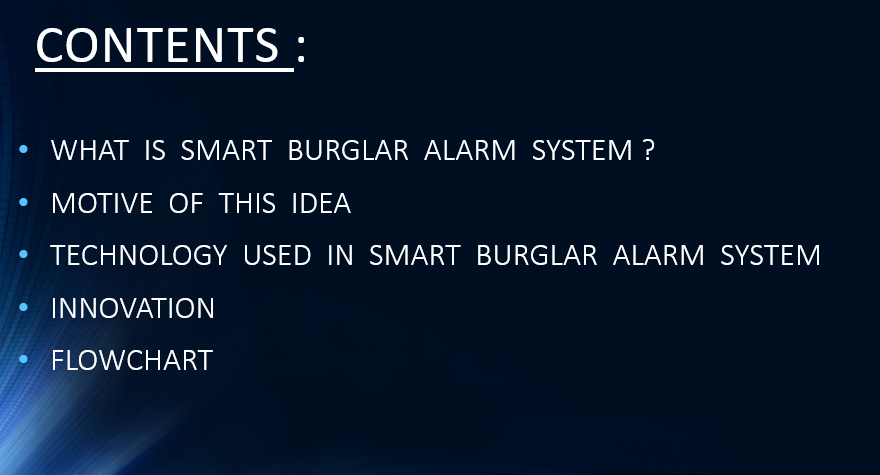 CONTENTS :
• WHAT IS SMART BURGLAR ALARM SYSTEM ?
• MOTIVE OF THIS IDEA
• TECHNOLOGY USED IN SMART BURGLAR ALARM SYSTEM
• INNOVATION
• FLOWCHART